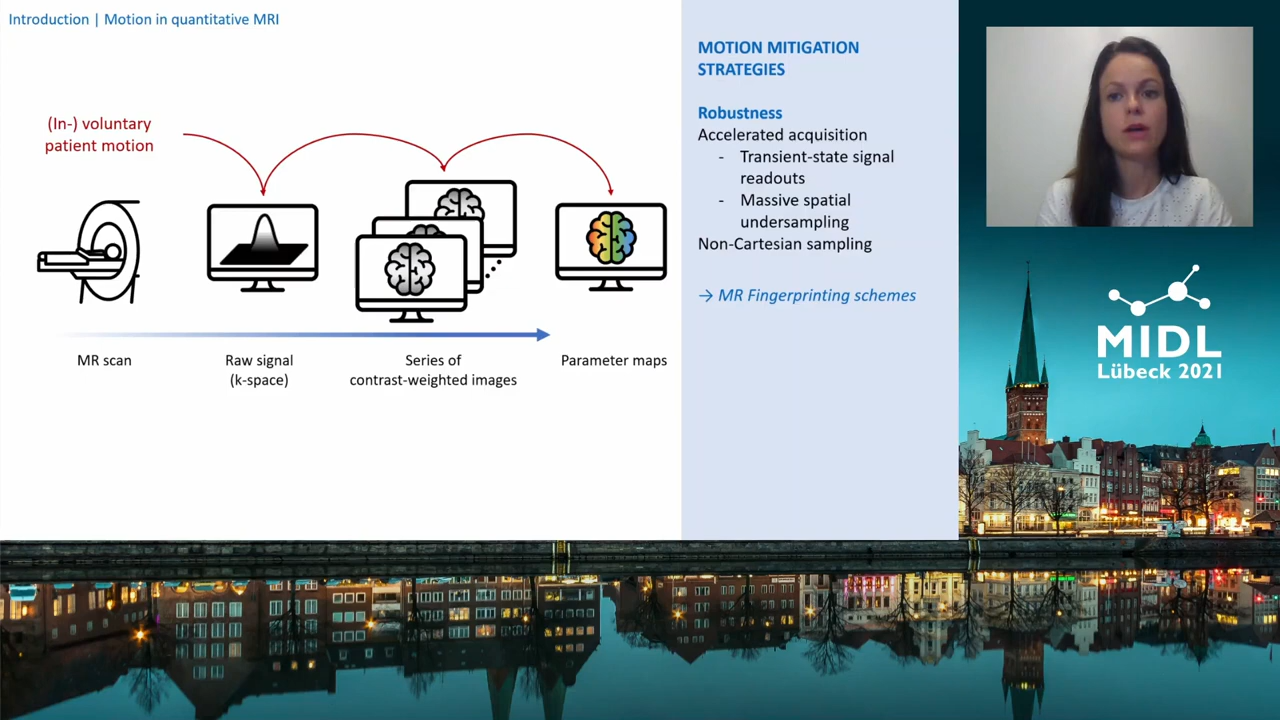 Introduction | Motion in quantitative MRI
(In-) voluntary
patient motion
MR scan
Raw signal
(k-space)
Series of
contrast-weighted images
Parameter maps
MOTION MITIGATION
STRATEGIES
Robustness
Accelerated acquisition
- Transient-state signal
readouts
- Massive spatial
undersampling
Non-Cartesian sampling
→ MR Fingerprinting schemes
MIDL
Lübeck 2021